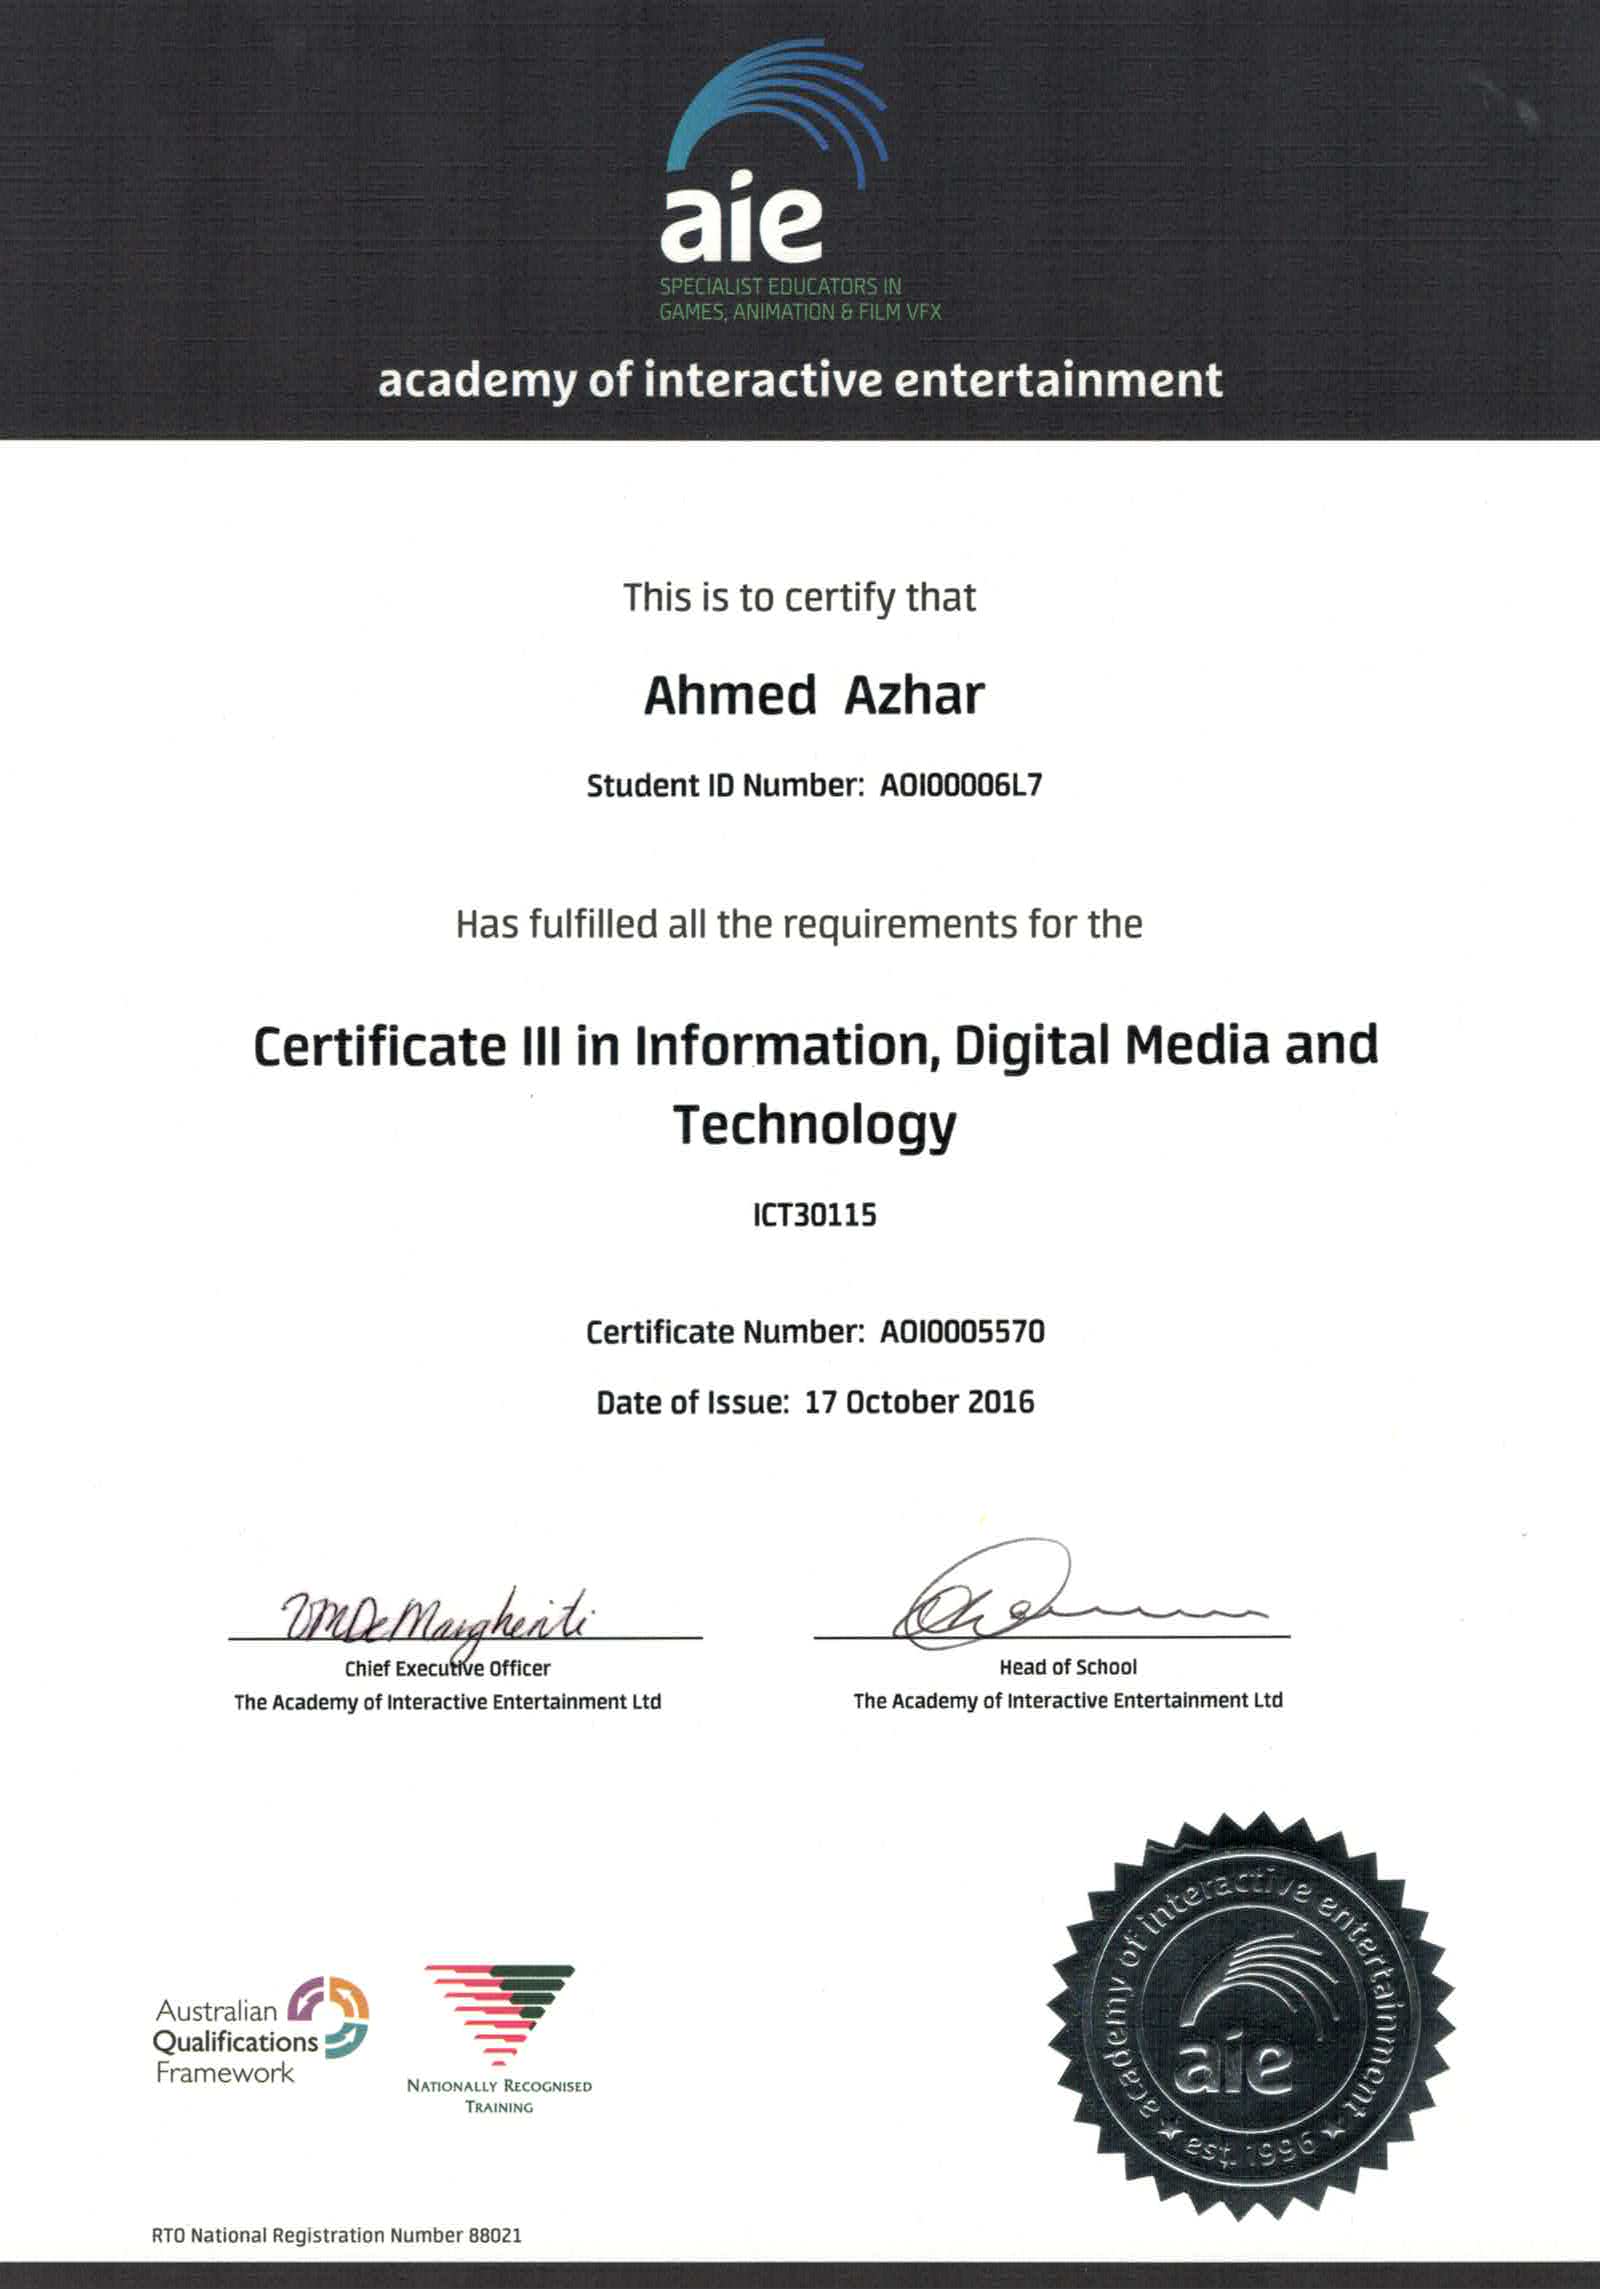 aie
SPECIALIST EDUCATORS IN
GAMES, ANIMATION & FILM VFX
academy of interactive entertainment
This is to certify that
Ahmed Azhar
Student ID Number: AOI00006L7
Has fulfilled all the requirements for the
Certificate III in Information, Digital Media and
Technology
ICT30115
Certificate Number: AOI0005570
Date of Issue: 17 October 2016
Chief Executive Officer
The Academy of Interactive Entertainment Ltd
Head of School
The Academy of Interactive Entertainment Ltd
Australian
Qualifications
Framework
NATIONALLY RECOGNISED
TRAINING
academy of interactive entertainment
aie
est. 1996
RTO National Registration Number 88021